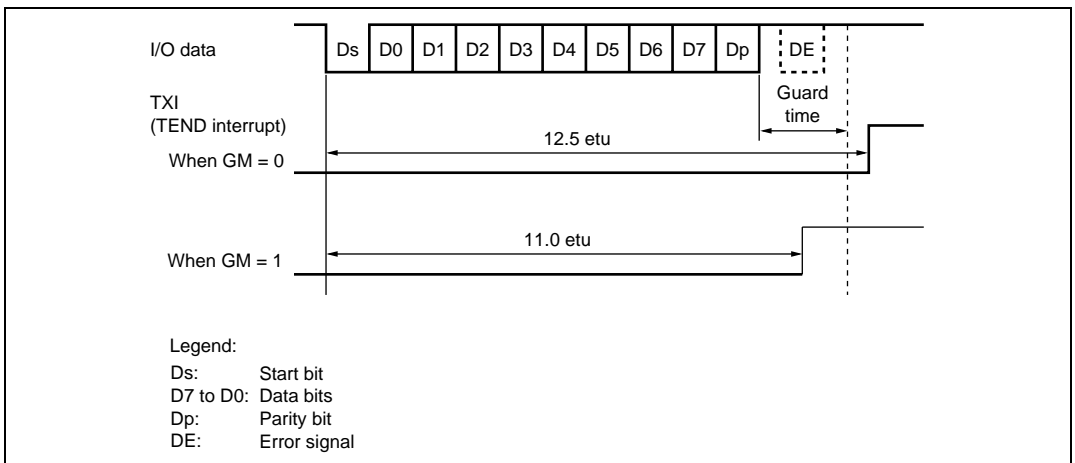 I/O data
Ds D0 D1 D2 D3 D4 D5 D6 D7 Dp DE
Guard
time
TXI
(TEND interrupt)
12.5 etu
When GM = 0
11.0 etu
When GM = 1
Legend:
Ds: Start bit
D7 to D0: Data bits
Dp: Parity bit
DE: Error signal